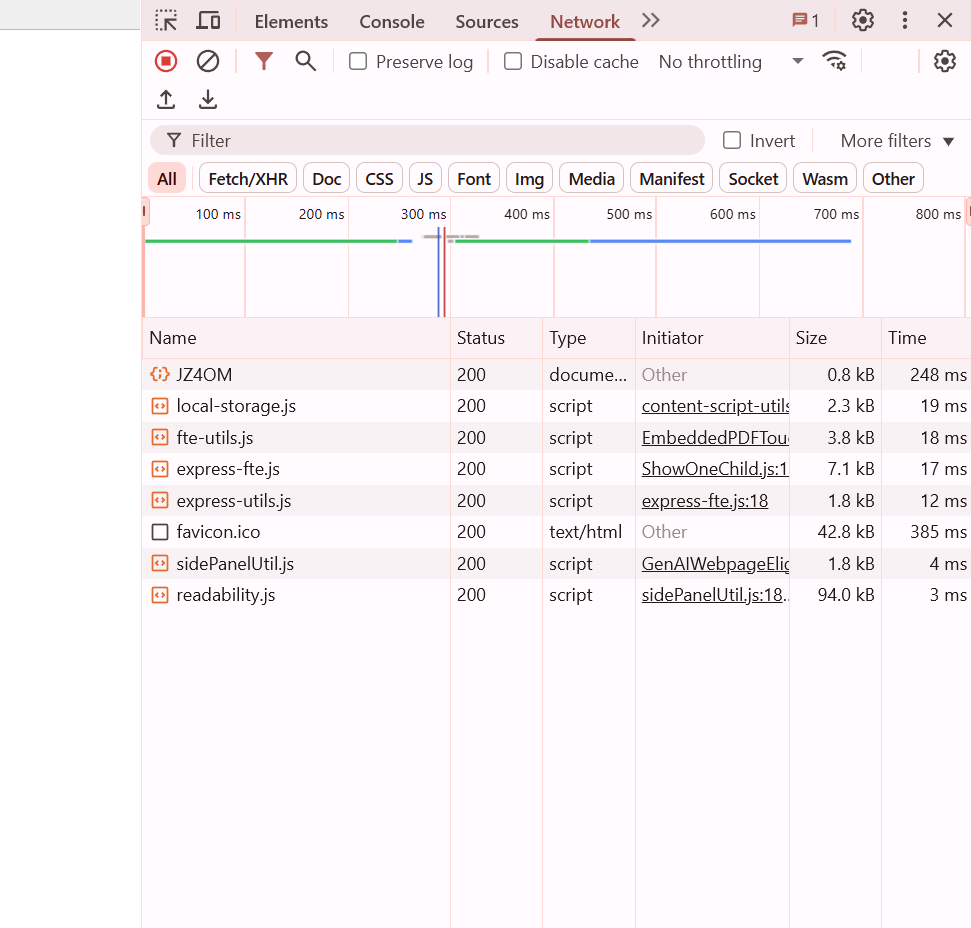 Elements Console Sources Network 1
Preserve log Disable cache No throttling
Filter Invert More filters
All Fetch/XHR Doc CSS JS Font Img Media Manifest Socket Wasm Other
100 ms 200 ms 300 ms 400 ms 500 ms 600 ms 700 ms 800 ms
Name Status Type Initiator Size Time
JZ4OM 200 docume... Other 0.8 kB 248 ms
local-storage.js 200 script content-script-utils 2.3 kB 19 ms
fte-utils.js 200 script EmbeddedPDFTou 3.8 kB 18 ms
express-fte.js 200 script ShowOneChild.js:1 7.1 kB 17 ms
express-utils.js 200 script express-fte.js:18 1.8 kB 12 ms
favicon.ico 200 text/html Other 42.8 kB 385 ms
sidePanelUtil.js 200 script GenAIWebpageElig 1.8 kB 4 ms
readability.js 200 script sidePanelUtil.js:18.. 94.0 kB 3 ms